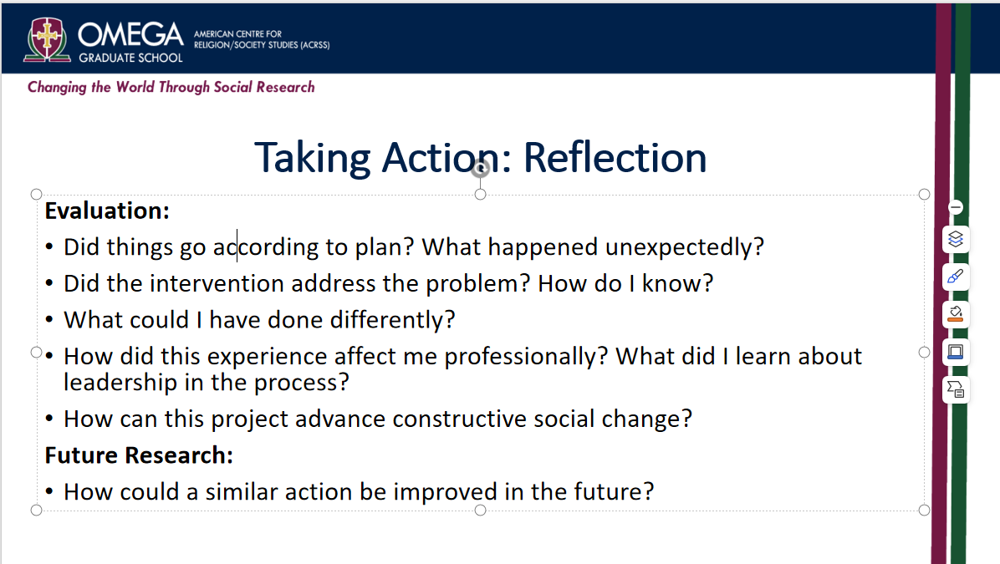 OMEGA
GRADUATE SCHOOL
AMERICAN CENTRE FOR
RELIGION/SOCIETY STUDIES (ACRSS)
Changing the World Through Social Research
Taking Action: Reflection
Evaluation:
• Did things go according to plan? What happened unexpectedly?
• Did the intervention address the problem? How do I know?
• What could I have done differently?
• How did this experience affect me professionally? What did I learn about
leadership in the process?
• How can this project advance constructive social change?
Future Research:
• How could a similar action be improved in the future?